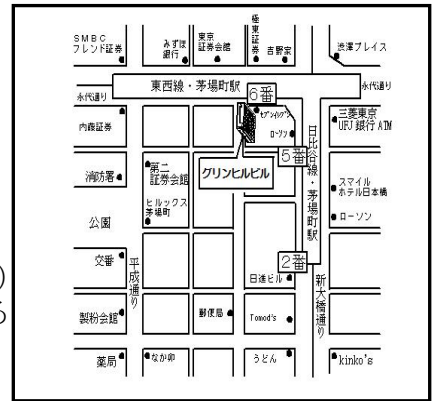 SMBC
フレンド証券
みずほ
銀行
東京
証券会館
極東証券
吉野家
渋澤プレイス
東西線・茅場町駅
永代通り
永代通り
6番
内藤証券
セブンイレブン
ローソン
三菱東京
UFJ 銀行 ATM
5番
日比谷線・茅場町駅
消防署
第二
証券会館
グリンヒルビル
スマイル
ホテル日本橋
ヒルックス
茅場町
ローソン
公園
2番
交番
平成通り
日進ビル
新大橋通り
製粉会館
郵便局
Tomod's
薬局
なか卯
うどん
kinko's
)
る